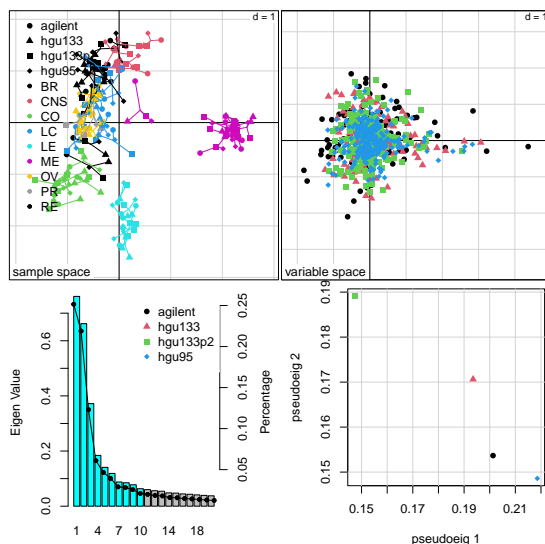 d = 1
agilent
hgu133
hgu133p
hgu95
BR
CNS
CO
LC
LE
ME
OV
PR
RE
sample space
d = 1
variable space
Eigen Value
0.0
0.2
0.4
0.6
1 4 7 10 14 18
0.05
0.10
0.15
0.20
0.25
Percentage
agilent
hgu133
hgu133p2
hgu95
pseudoeig 2
0.19
0.18
0.17
0.16
0.15
0.15 0.17 0.19 0.21
pseudoeig 1